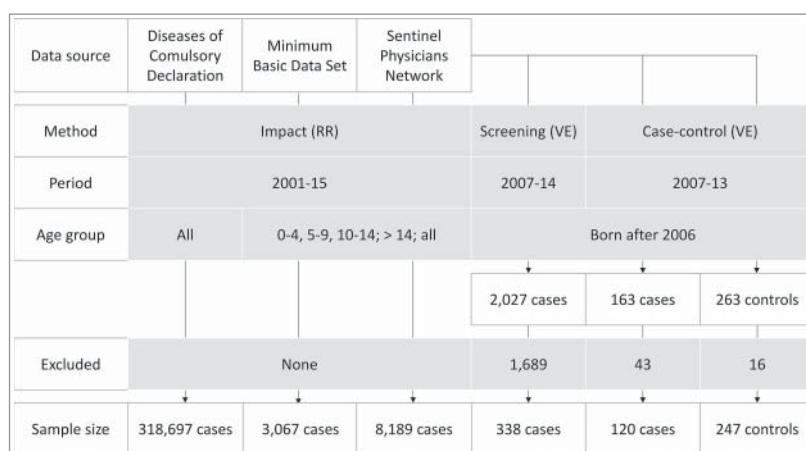 Data source
Diseases of
Comulsory
Declaration
Minimum
Basic Data Set
Sentinel
Physicians
Network
Method
Impact (RR)
Screening (VE)
Case-control (VE)
Period
2001-15
2007-14
2007-13
Age group
All
0-4, 5-9, 10-14; > 14; all
Born after 2006
2,027 cases
163 cases
263 controls
Excluded
None
1,689
43
16
Sample size
318,697 cases
3,067 cases
8,189 cases
338 cases
120 cases
247 controls